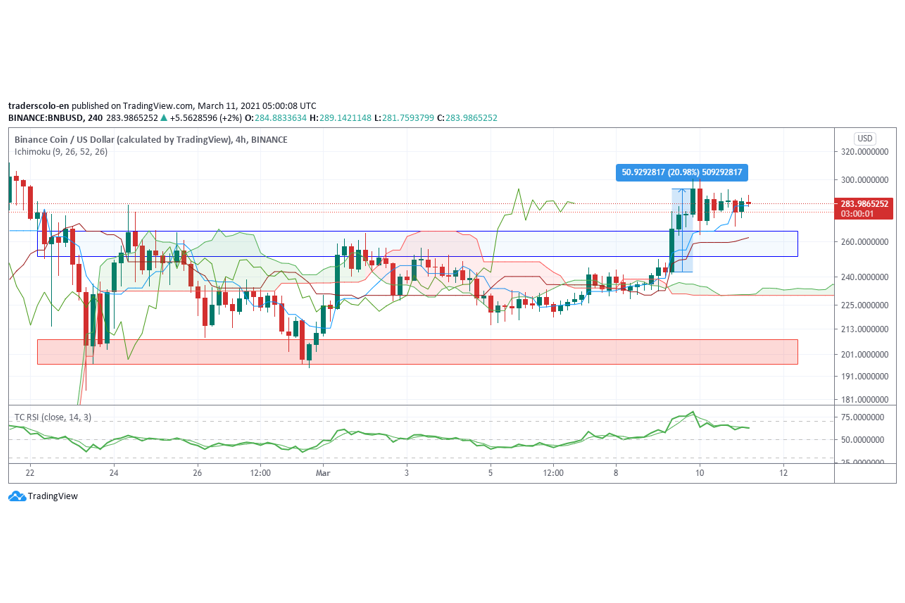 traderscolo-en published on TradingView.com, March 11, 2021 05:00:08 UTC
BINANCE:BNBUSD, 240 283.9865252 ▲ +5.5628596 (+2%) O:284.8833634 H:289.1421148 L:281.7593799 C:283.9865252
Binance Coin / US Dollar (calculated by TradingView), 4h, BINANCE
Ichimoku (9, 26, 52, 26)
USD
50.9292817 (20.98%) 509292817
320.0000000
300.0000000
283.9865252
03:00:00
260.0000000
240.0000000
225.0000000
213.0000000
201.0000000
191.0000000
181.0000000
TC RSI (close, 14, 3)
75.0000000
50.0000000
25.0000000
22 24 26 12:00 Mar 3 5 12:00 8 10 12
TradingView